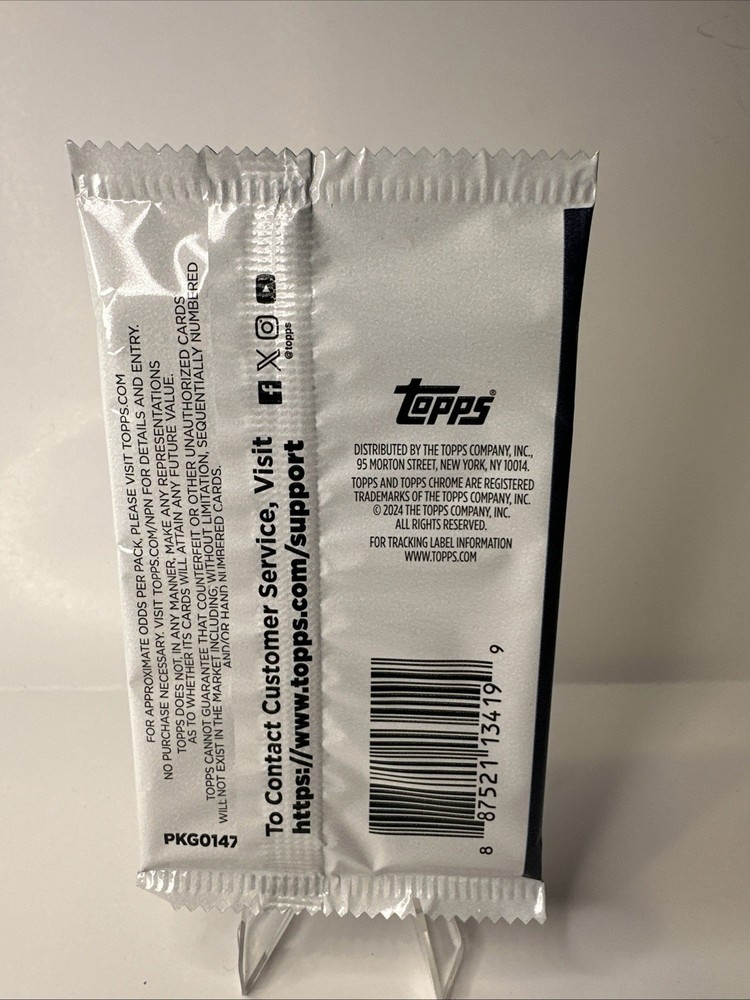 FOR APPROXIMATE ODDS PER PACK, PLEASE VISIT TOPPS.COM
NO PURCHASE NECESSARY. VISIT TOPPS.COM/NPN FOR DETAILS AND ENTRY.
TOPPS DOES NOT, IN ANY MANNER, MAKE ANY REPRESENTATIONS
AS TO WHETHER ITS CARDS WILL ATTAIN ANY FUTURE VALUE.
TOPPS CANNOT GUARANTEE THAT COUNTERFEIT OR OTHER UNAUTHORIZED CARDS
WILL NOT EXIST IN THE MARKET INCLUDING, WITHOUT LIMITATION, SEQUENTIALLY NUMBERED
AND/OR HAND NUMBERED CARDS.
PKG0147
To Contact Customer Service, Visit
https://www.topps.com/support
@topps
Topps®
DISTRIBUTED BY THE TOPPS COMPANY, INC.,
95 MORTON STREET, NEW YORK, NY 10014.
TOPPS AND TOPPS CHROME ARE REGISTERED
TRADEMARKS OF THE TOPPS COMPANY, INC.
© 2024 THE TOPPS COMPANY, INC.
ALL RIGHTS RESERVED.
FOR TRACKING LABEL INFORMATION
WWW.TOPPS.COM
8 87521 13419 9